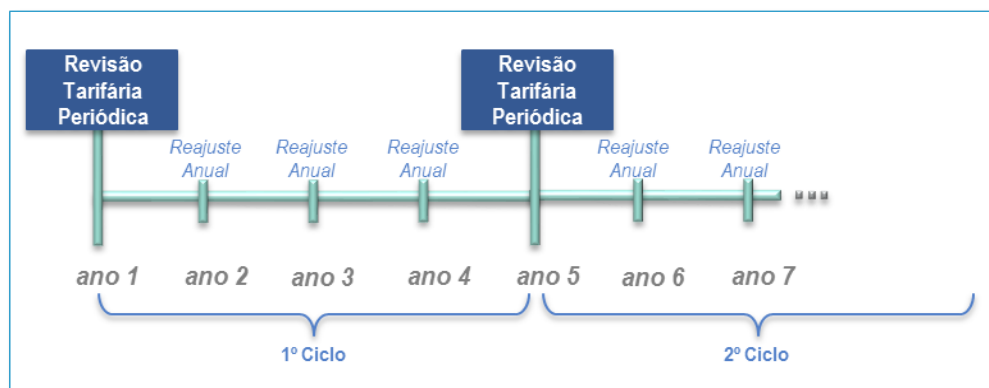 Revisão
Tarifária
Periódica
Revisão
Tarifária
Periódica
Reajuste
Anual
Reajuste
Anual
Reajuste
Anual
Reajuste
Anual
Reajuste
Anual
ano 1
ano 2
ano 3
ano 4
ano 5
ano 6
ano 7
1º Ciclo
2º Ciclo